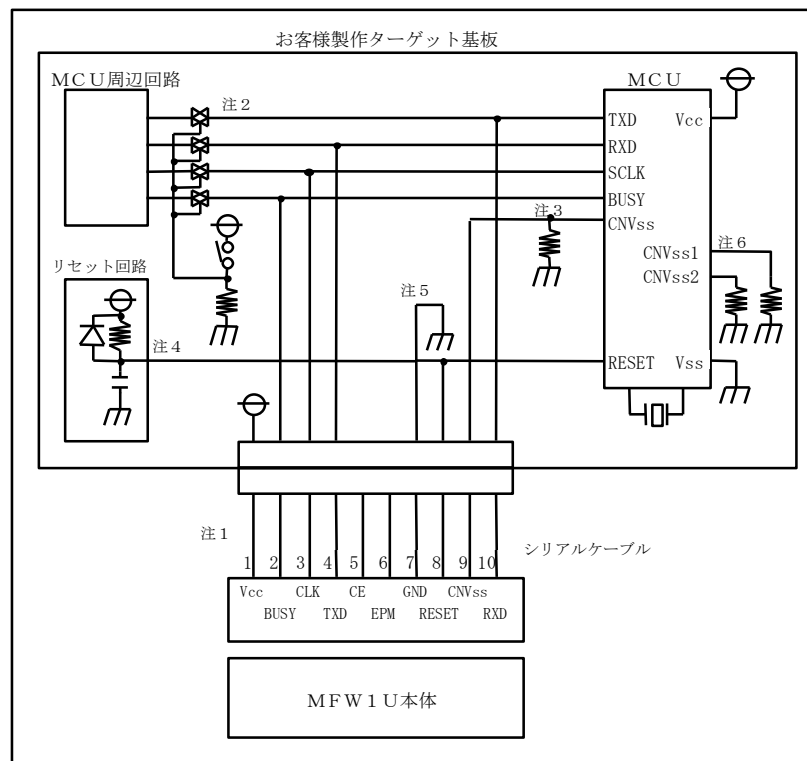 お客様製作ターゲット基板
ＭＣＵ周辺回路
ＭＣＵ
注２
TXD
Vcc
RXD
SCLK
BUSY
注３
CNVss
CNVss1
注６
CNVss2
リセット回路
注５
注４
RESET
Vss
注１
シリアルケーブル
1 2 3 4 5 6 7 8 9 10
Vcc CLK CE GND CNVss
BUSY TXD EPM RESET RXD
ＭＦＷ１Ｕ本体